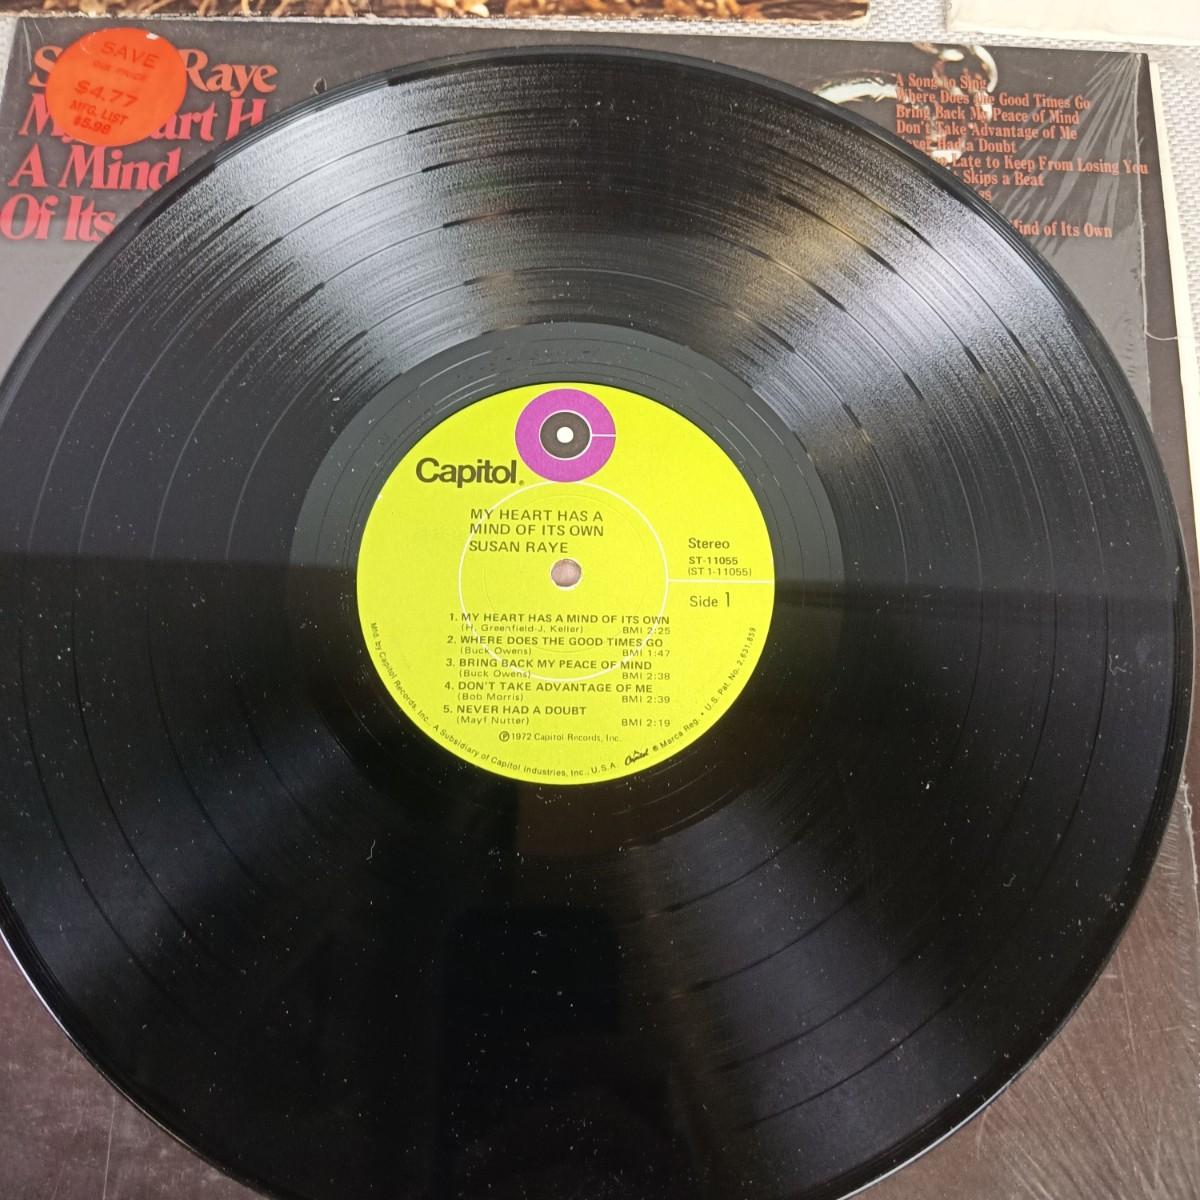 SAVE
OUR PRICE
$4.77
MFG. LIST
$5.98
Raye
A Mind
Of Its
A Song to Sing
Where Does the Good Times Go
Bring Back My Peace of Mind
Don't Take Advantage of Me
Had a Doubt
Late to Keep From Losing You
Skips a Beat
Mind of Its Own
Capitol®
MY HEART HAS A
MIND OF ITS OWN
SUSAN RAYE
Stereo
ST-11055
(ST 1-11055)
Side 1
1. MY HEART HAS A MIND OF ITS OWN
(H. Greenfield-J. Keller) BMI 2:25
2. WHERE DOES THE GOOD TIMES GO
(Buck Owens) BMI 1:47
3. BRING BACK MY PEACE OF MIND
(Buck Owens) BMI 2:38
4. DON'T TAKE ADVANTAGE OF ME
(Bob Morris) BMI 2:39
5. NEVER HAD A DOUBT
(Mayf Nutter) BMI 2:19
℗1972 Capitol Records, Inc.
Mfd. by Capitol Records, Inc., A Subsidiary of Capitol Industries, Inc., U.S.A. Capitol ® Marca Reg. • U.S. Pat. No. 2,631,859